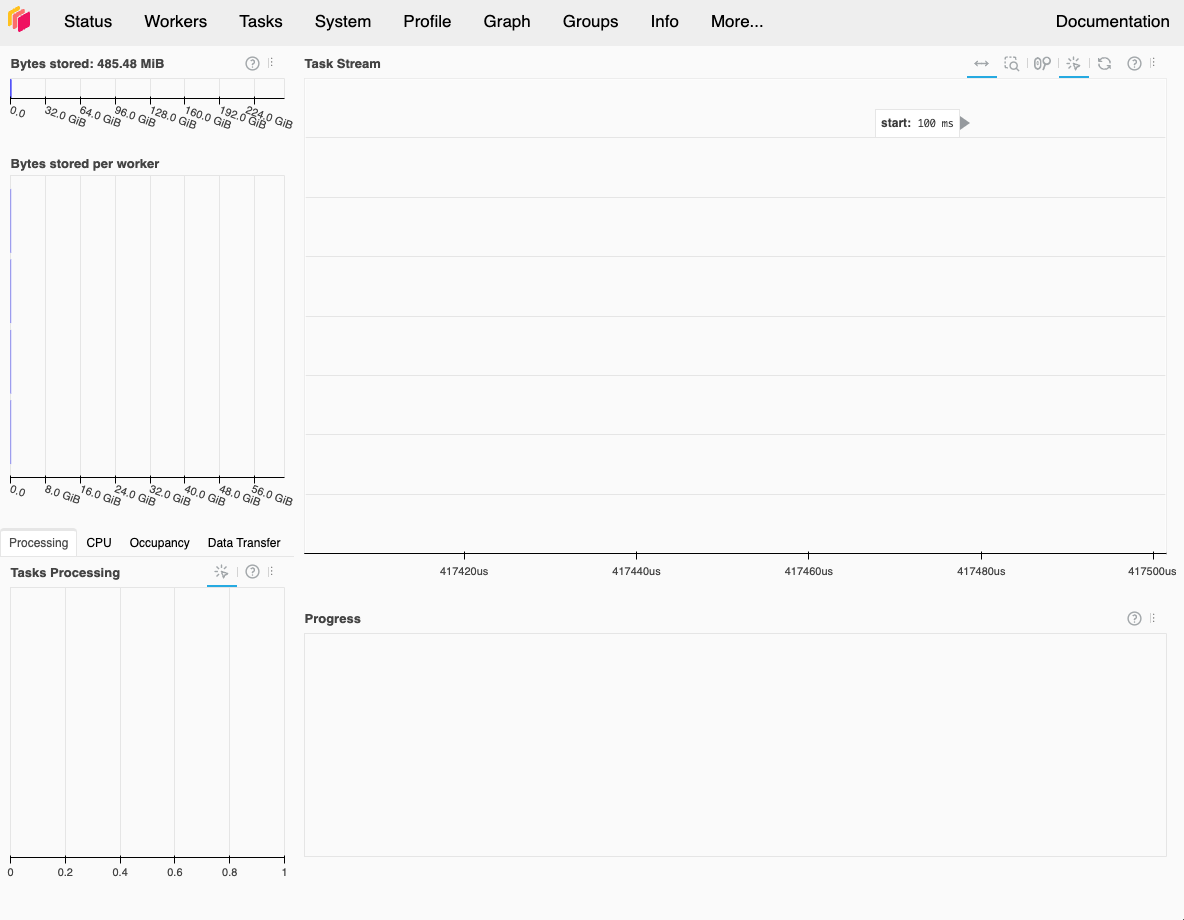 Status Workers Tasks System Profile Graph Groups Info More... Documentation
Bytes stored: 485.48 MiB
0.0 32.0 GiB 64.0 GiB 96.0 GiB 128.0 GiB 160.0 GiB 192.0 GiB 224.0 GiB
Bytes stored per worker
0.0 8.0 GiB 16.0 GiB 24.0 GiB 32.0 GiB 40.0 GiB 48.0 GiB 56.0 GiB
Processing CPU Occupancy Data Transfer
Tasks Processing
0 0.2 0.4 0.6 0.8 1
Task Stream
start: 100 ms
417420us 417440us 417460us 417480us 417500us
Progress